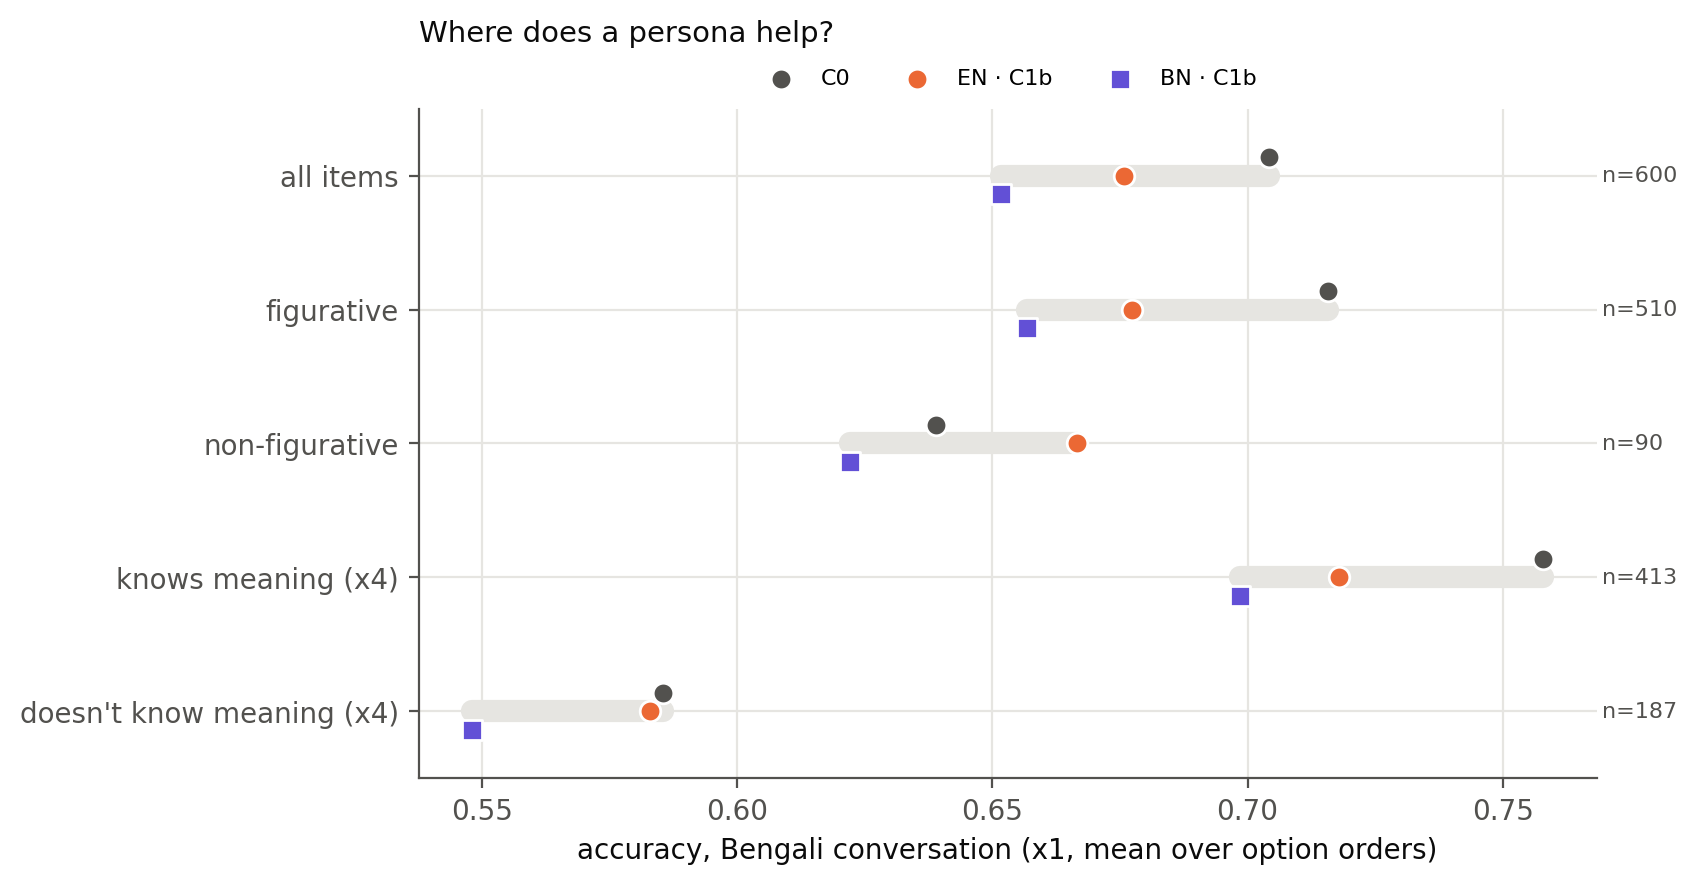 Where does a persona help?
C0 EN · C1b BN · C1b
all items n=600
figurative n=510
non-figurative n=90
knows meaning (x4) n=413
doesn't know meaning (x4) n=187
0.55 0.60 0.65 0.70 0.75
accuracy, Bengali conversation (x1, mean over option orders)